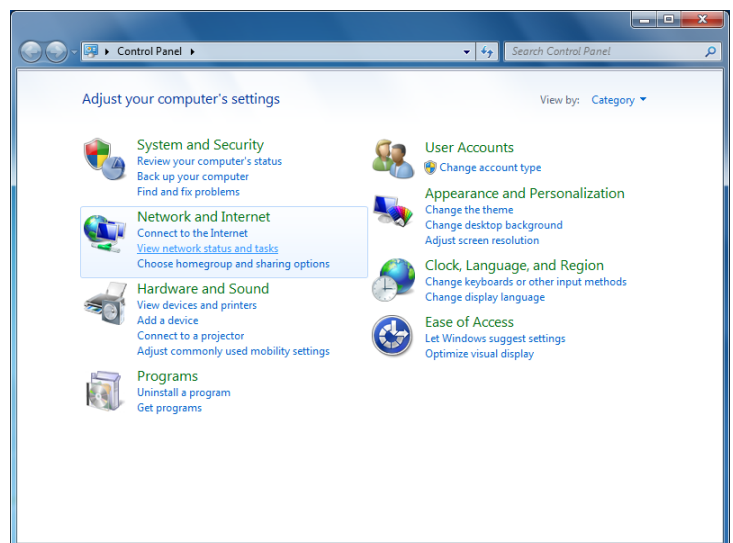 Control Panel
Search Control Panel
Adjust your computer's settings
View by: Category
System and Security
Review your computer's status
Back up your computer
Find and fix problems
Network and Internet
Connect to the Internet
View network status and tasks
Choose homegroup and sharing options
Hardware and Sound
View devices and printers
Add a device
Connect to a projector
Adjust commonly used mobility settings
Programs
Uninstall a program
Get programs
User Accounts
Change account type
Appearance and Personalization
Change the theme
Change desktop background
Adjust screen resolution
Clock, Language, and Region
Change keyboards or other input methods
Change display language
Ease of Access
Let Windows suggest settings
Optimize visual display